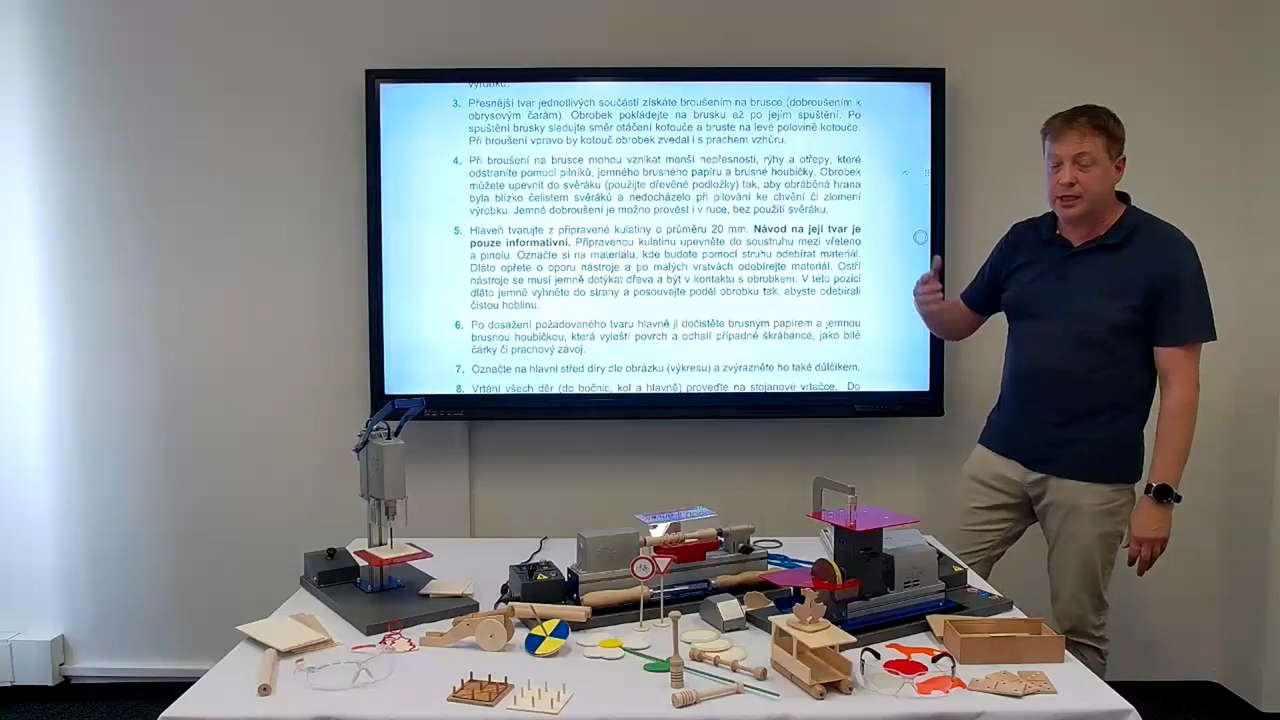 výrobku.
3. Přesnější tvar jednotlivých součástí získáte broušením na brusce (dobroušením k
obrysovým čarám). Obrobek pokládejte na brusku až po jejím spuštění. Po
spuštění brusky sledujte směr otáčení kotouče a bruste na levé polovině kotouče.
Při broušení vpravo by kotouč obrobek zvedal i s prachem vzhůru.
4. Při broušení na brusce mohou vznikat menší nepřesnosti, rýhy a otřepy, které
odstraníte pomocí pilníků, jemného brusného papíru a brusné houbičky. Obrobek
můžete upevnit do svěráku (použijte dřevěné podložky) tak, aby obráběná hrana
byla blízko čelistem svěráků a nedocházelo při pilování ke chvění či zlomení
výrobku. Jemné dobroušení je možno provést i v ruce, bez použití svěráku.
5. Hlaveň tvarujte z připravené kulatiny o průměru 20 mm. Návod na její tvar je
pouze informativní. Připravenou kulatinu upevněte do soustruhu mezi vřeteno
a pinolu. Označte si na materiálu, kde budete pomocí struhu odebírat materiál.
Dláto opřete o oporu nástroje a po malých vrstvách odebírejte materiál. Ostří
nástroje se musí jemně dotýkat dřeva a být v kontaktu s obrobkem. V této pozici
dláto jemně vyhněte do strany a posouvejte podél obrobku tak, abyste odebírali
čistou hoblinu.
6. Po dosažení požadovaného tvaru hlavně ji dočistěte brusným papírem a jemnou
brusnou houbičkou, která vyleští povrch a odhalí případné škrábance, jako bílé
čárky či prachový závoj.
7. Označte na hlavni střed díry dle obrázku (výkresu) a zvýrazněte ho také důlčíkem.
8. Vrtání všech děr (do bočnic, kol a hlavně) proveďte na stojanové vrtačce. Do